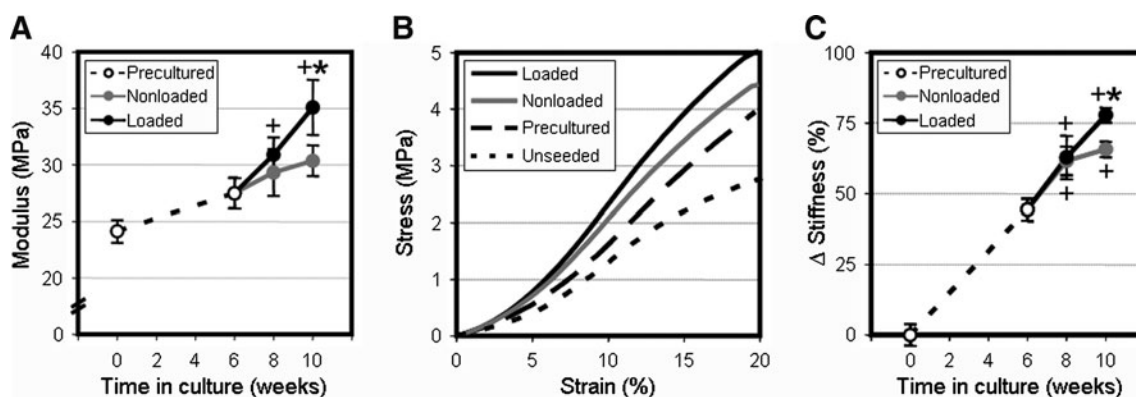 A
Modulus (MPa)
40
35
30
25
20
0
Precultured
Nonloaded
Loaded
+
+*
0 2 4 6 8 10
Time in culture (weeks)
B
Stress (MPa)
5
4
3
2
1
0
Loaded
Nonloaded
Precultured
Unseeded
0 5 10 15 20
Strain (%)
C
Δ Stiffness (%)
100
75
50
25
0
Precultured
Nonloaded
Loaded
+
+
+*
+
0 2 4 6 8 10
Time in culture (weeks)